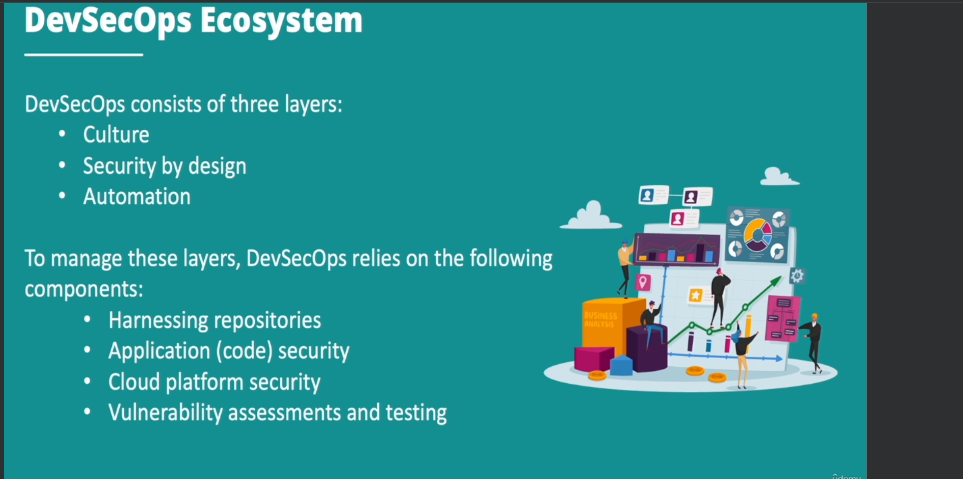 DevSecOps Ecosystem
DevSecOps consists of three layers:
• Culture
• Security by design
• Automation
To manage these layers, DevSecOps relies on the following
components:
• Harnessing repositories
• Application (code) security
• Cloud platform security
• Vulnerability assessments and testing
BUSINESS
ANALYSIS